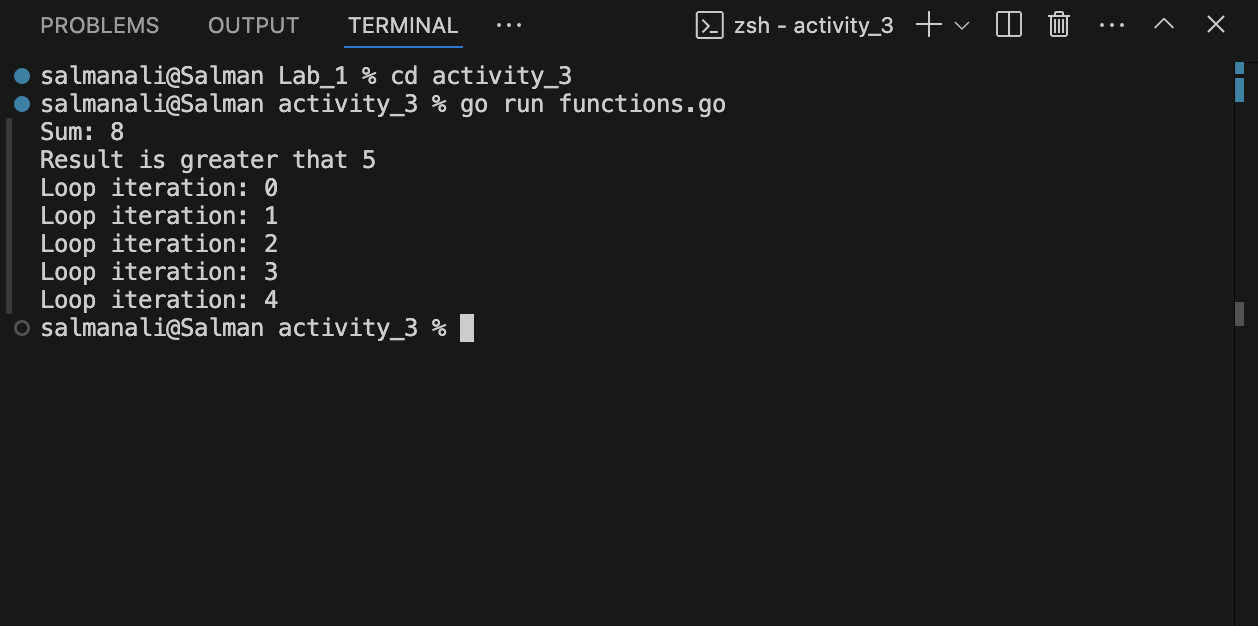 PROBLEMS OUTPUT TERMINAL ··· zsh - activity_3
salmanali@Salman Lab_1 % cd activity_3
salmanali@Salman activity_3 % go run functions.go
Sum: 8
Result is greater that 5
Loop iteration: 0
Loop iteration: 1
Loop iteration: 2
Loop iteration: 3
Loop iteration: 4
salmanali@Salman activity_3 %